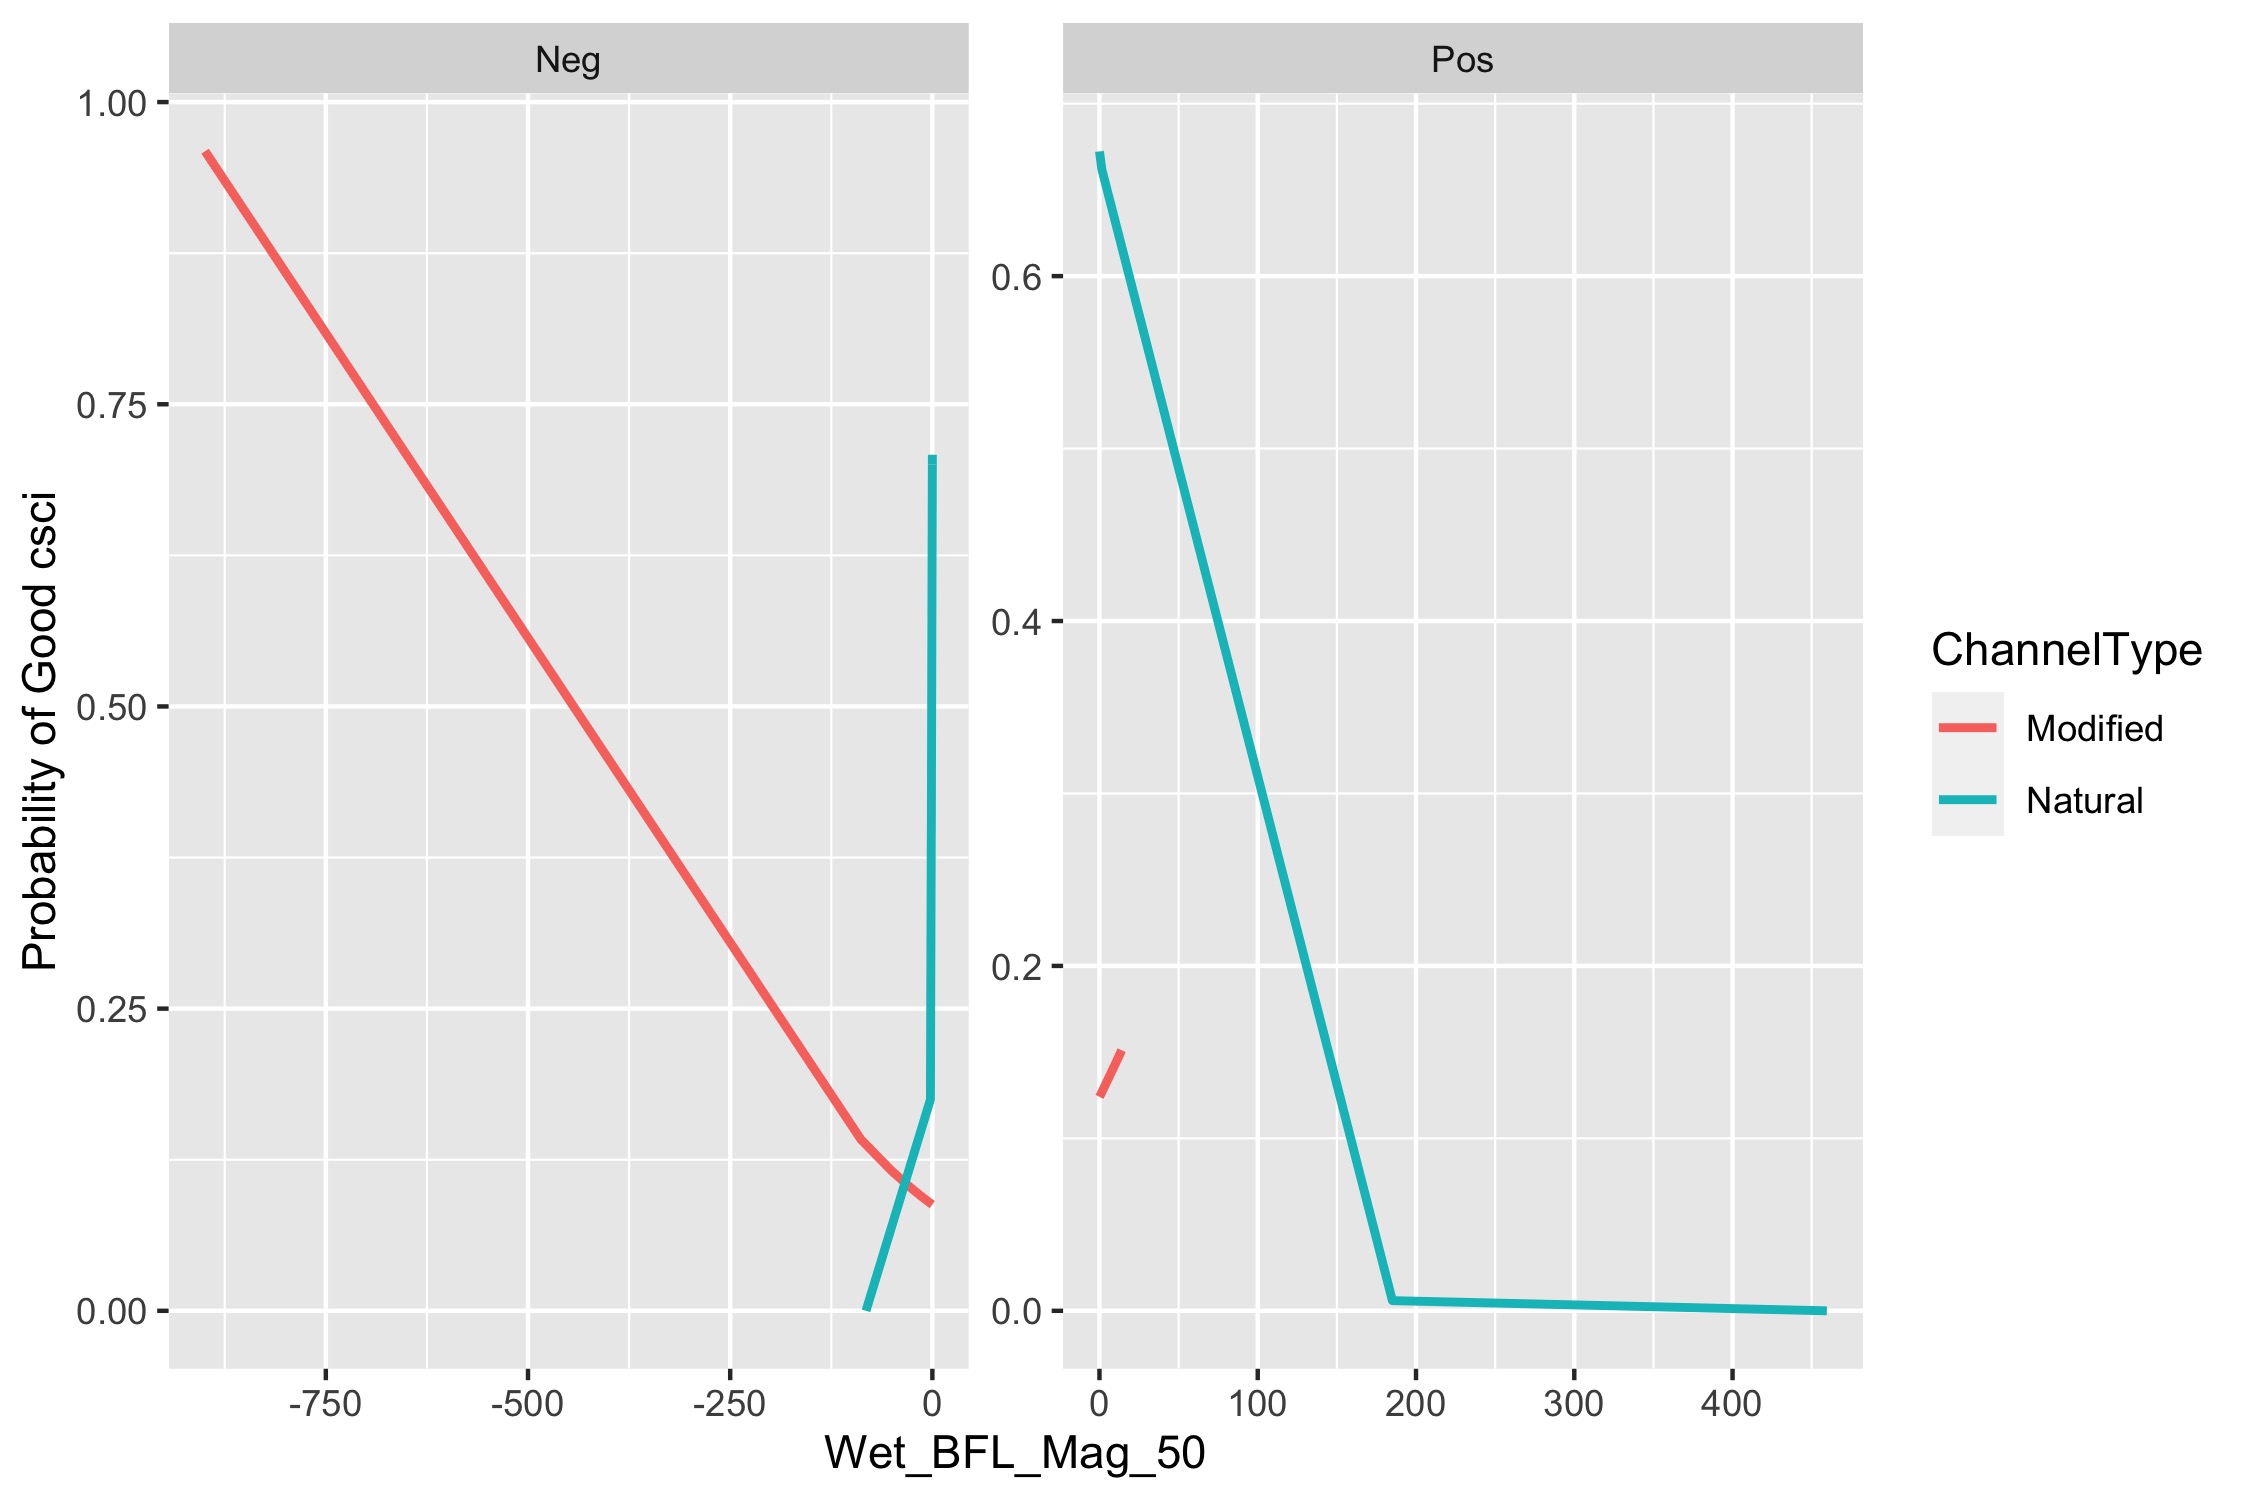 Neg
Pos
1.00
0.75
0.50
0.25
0.00
0.6
0.4
0.2
0.0
-750 -500 -250 0
0 100 200 300 400
Wet_BFL_Mag_50
Probability of Good csci
ChannelType
Modified
Natural